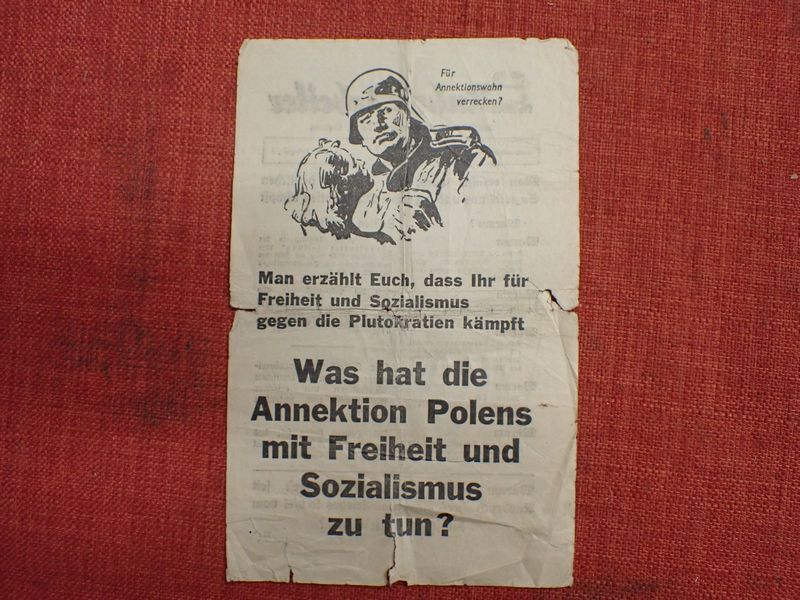 Für
Annektionswahn
verrecken?
Man erzählt Euch, dass Ihr für
Freiheit und Sozialismus
gegen die Plutokratien kämpft
Was hat die
Annektion Polens
mit Freiheit und
Sozialismus
zu tun?